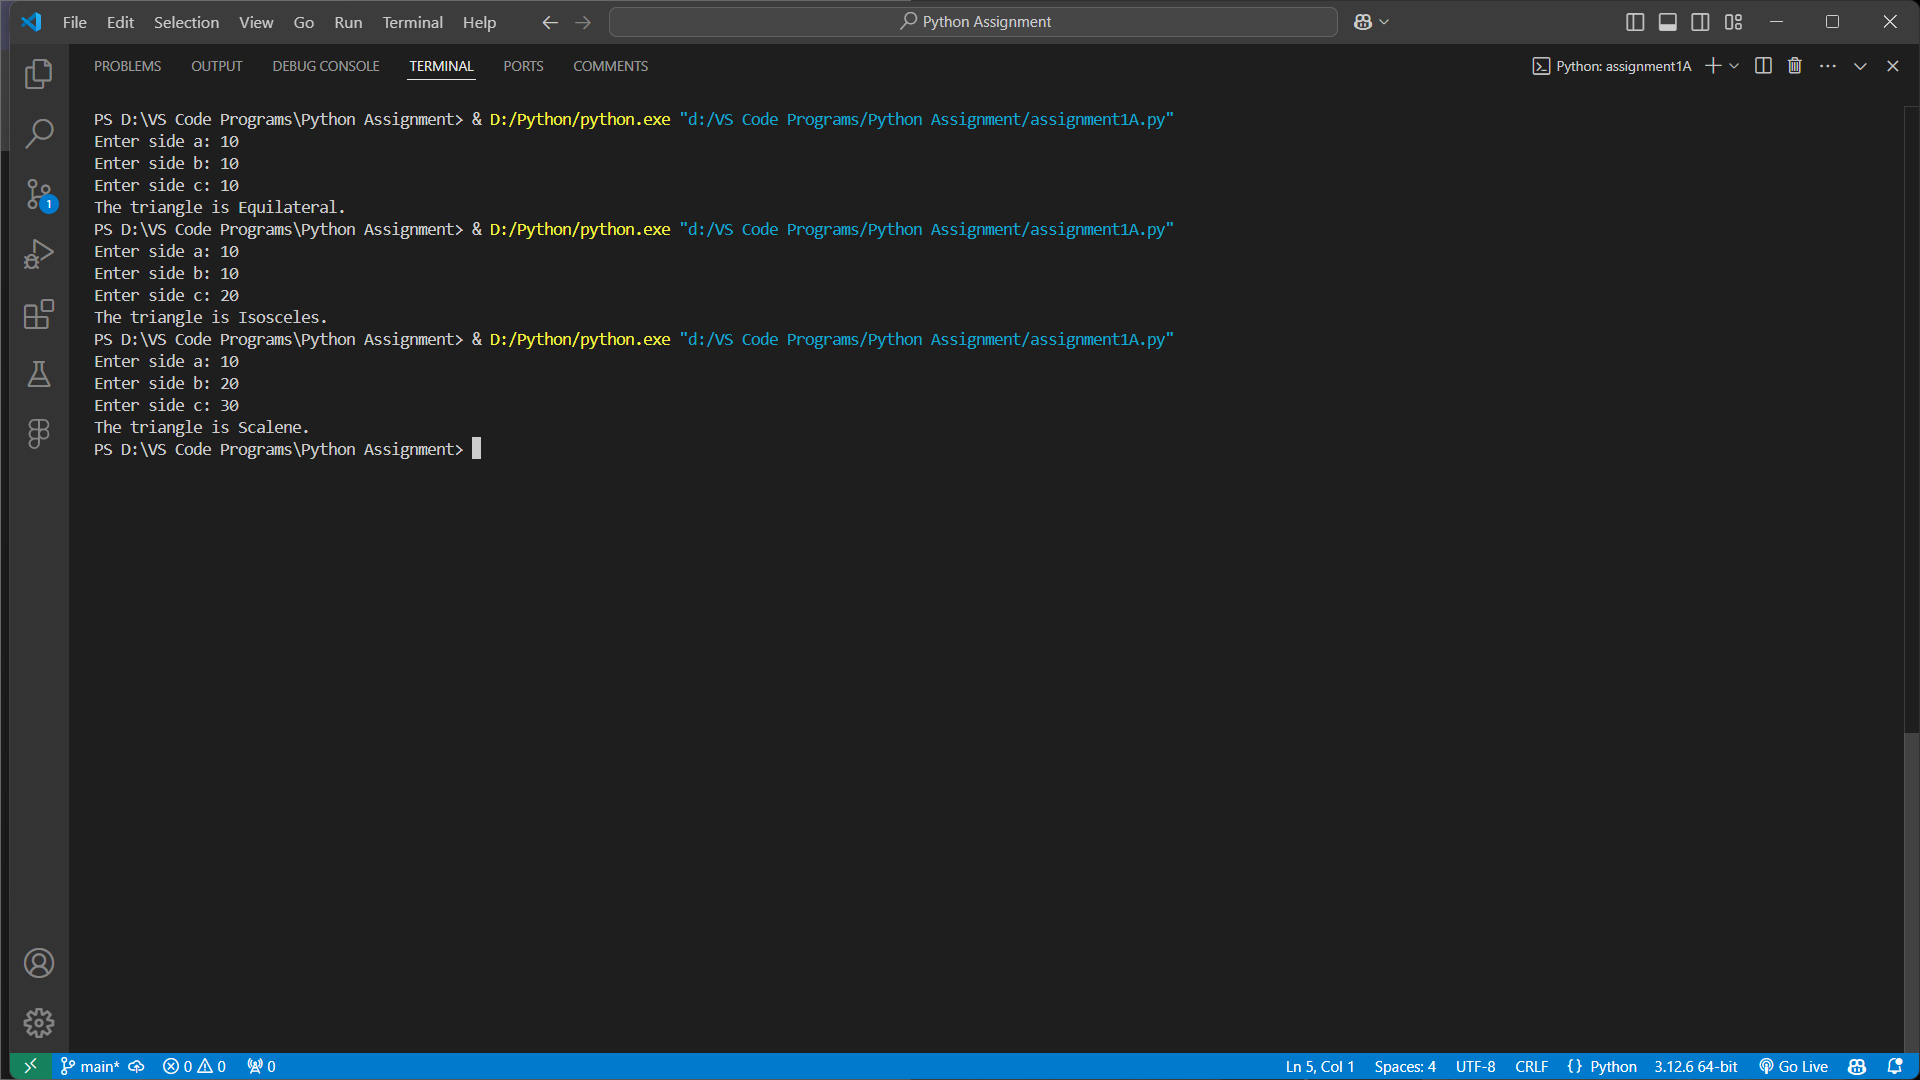 File Edit Selection View Go Run Terminal Help
Python Assignment
PROBLEMS OUTPUT DEBUG CONSOLE TERMINAL PORTS COMMENTS
Python: assignment1A
PS D:\VS Code Programs\Python Assignment> & D:/Python/python.exe "d:/VS Code Programs/Python Assignment/assignment1A.py"
Enter side a: 10
Enter side b: 10
Enter side c: 10
The triangle is Equilateral.
PS D:\VS Code Programs\Python Assignment> & D:/Python/python.exe "d:/VS Code Programs/Python Assignment/assignment1A.py"
Enter side a: 10
Enter side b: 10
Enter side c: 20
The triangle is Isosceles.
PS D:\VS Code Programs\Python Assignment> & D:/Python/python.exe "d:/VS Code Programs/Python Assignment/assignment1A.py"
Enter side a: 10
Enter side b: 20
Enter side c: 30
The triangle is Scalene.
PS D:\VS Code Programs\Python Assignment>
1
main* 0 0 0
Ln 5, Col 1 Spaces: 4 UTF-8 CRLF {} Python 3.12.6 64-bit Go Live